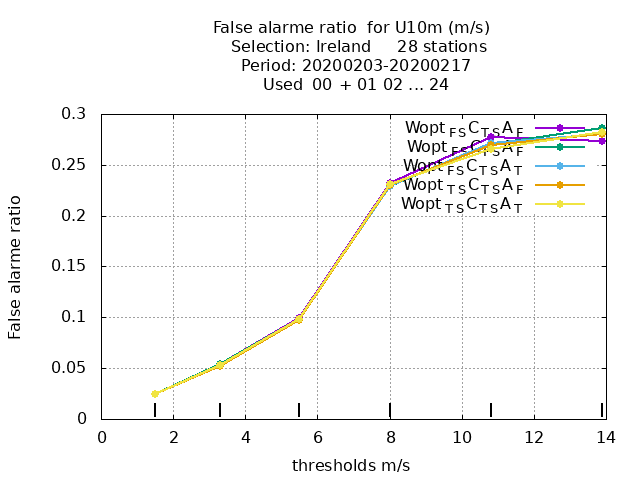 False alarme ratio  for U10m (m/s)
Selection: Ireland     28 stations
Period: 20200203-20200217
Used  00 + 01 02 ... 24
False alarme ratio
0.3
0.25
0.2
0.15
0.1
0.05
0
Wopt FS C TS A F
Wopt FS C FS A F
Wopt FS C TS A T
Wopt TS C TS A F
Wopt TS C TS A T
0 2 4 6 8 10 12 14
thresholds m/s